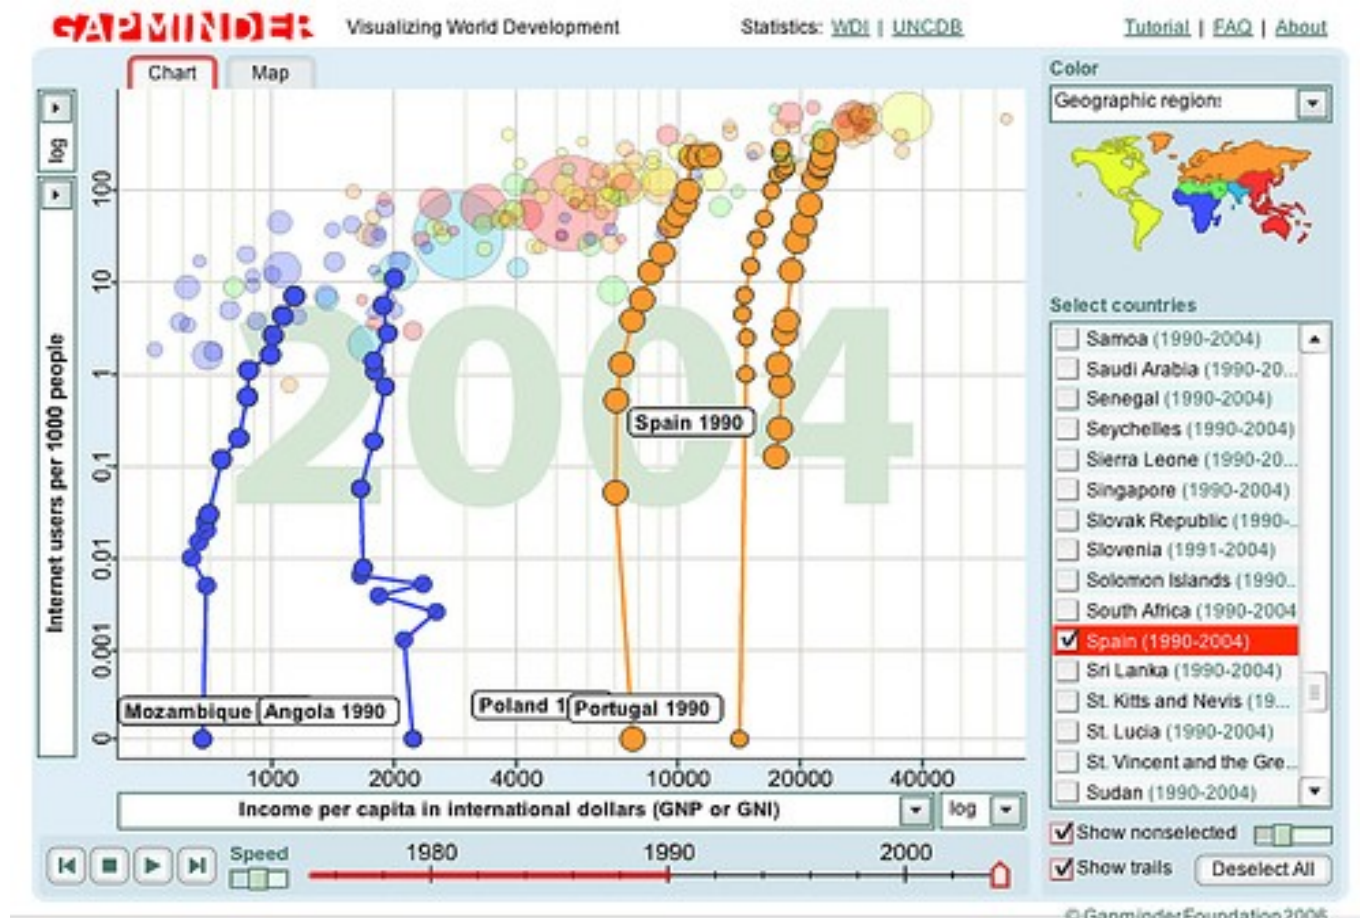 GAPMINDER Visualizing World Development Statistics: WDI | UNCDB Tutorial | FAQ | About
Chart Map
Color
Geographic regions
log
Internet users per 1000 people
100
10
1
0.1
0.01
0.001
0
2004
Spain 1990
Mozambique
Angola 1990
Poland 1
Portugal 1990
1000 2000 4000 10000 20000 40000
Income per capita in international dollars (GNP or GNI) log
Speed
1980 1990 2000
Select countries
Samoa (1990-2004)
Saudi Arabia (1990-20...
Senegal (1990-2004)
Seychelles (1990-2004)
Sierra Leone (1990-20...
Singapore (1990-2004)
Slovak Republic (1990-..
Slovenia (1991-2004)
Solomon Islands (1990..
South Africa (1990-2004
Spain (1990-2004)
Sri Lanka (1990-2004)
St. Kitts and Nevis (19...
St. Lucia (1990-2004)
St. Vincent and the Gre...
Sudan (1990-2004)
Show nonselected
Show trails Deselect All
© GapminderFoundation2006